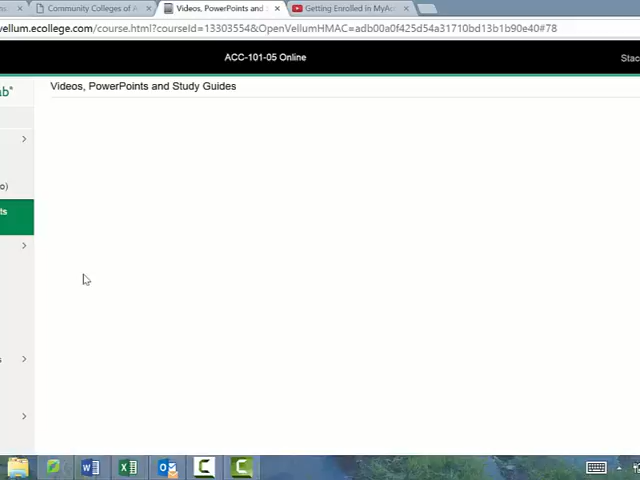 Community Colleges of A
Videos, PowerPoints and S
Getting Enrolled in MyAc
vellum.ecollege.com/course.html?courseId=13303554&OpenVellumHMAC=adb00a0f425d54a31710bd13b1b90e40#78
ACC-101-05 Online
Stac
ab
Videos, PowerPoints and Study Guides
o)
ts
s